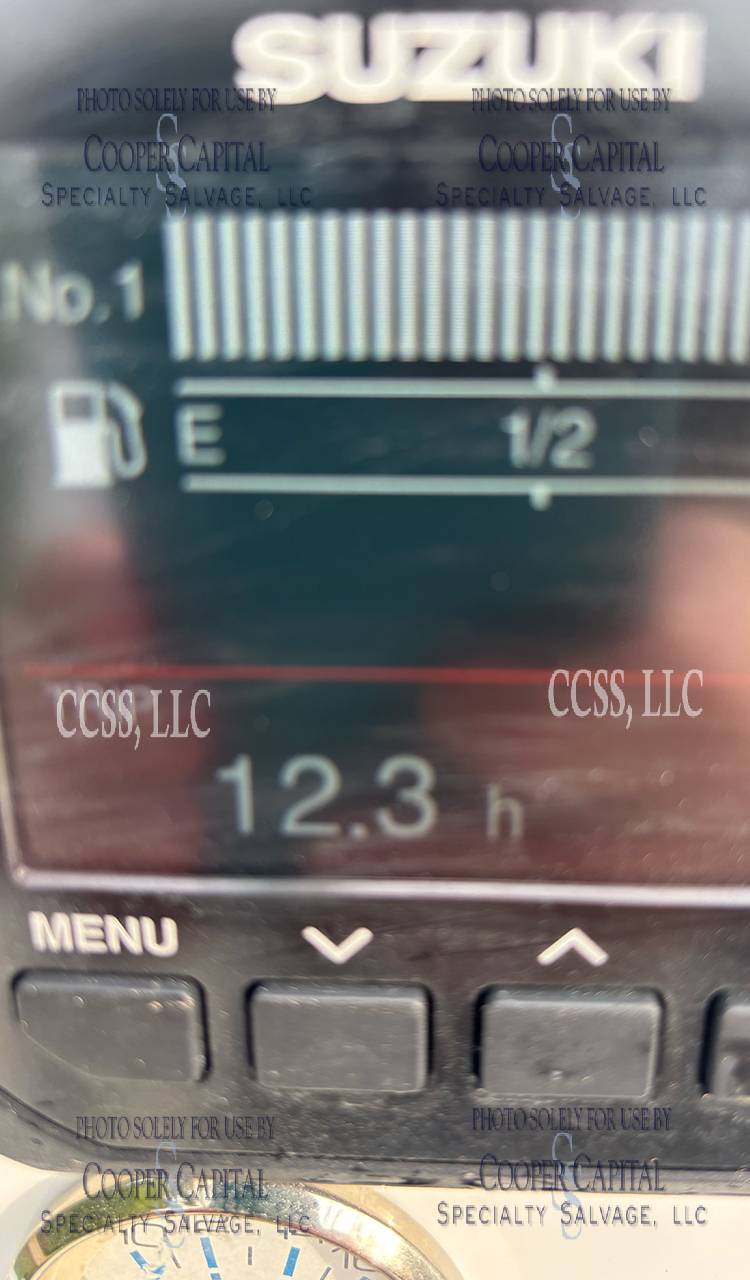 SUZUKI
PHOTO SOLELY FOR USE BY PHOTO SOLELY FOR USE BY
COOPER CAPITAL COOPER CAPITAL
SPECIALTY SALVAGE, LLC SPECIALTY SALVAGE, LLC
No.1
E 1/2
CCSS, LLC CCSS, LLC
12.3 h
MENU
PHOTO SOLELY FOR USE BY PHOTO SOLELY FOR USE BY
COOPER CAPITAL COOPER CAPITAL
SPECIALTY SALVAGE, LLC SPECIALTY SALVAGE, LLC